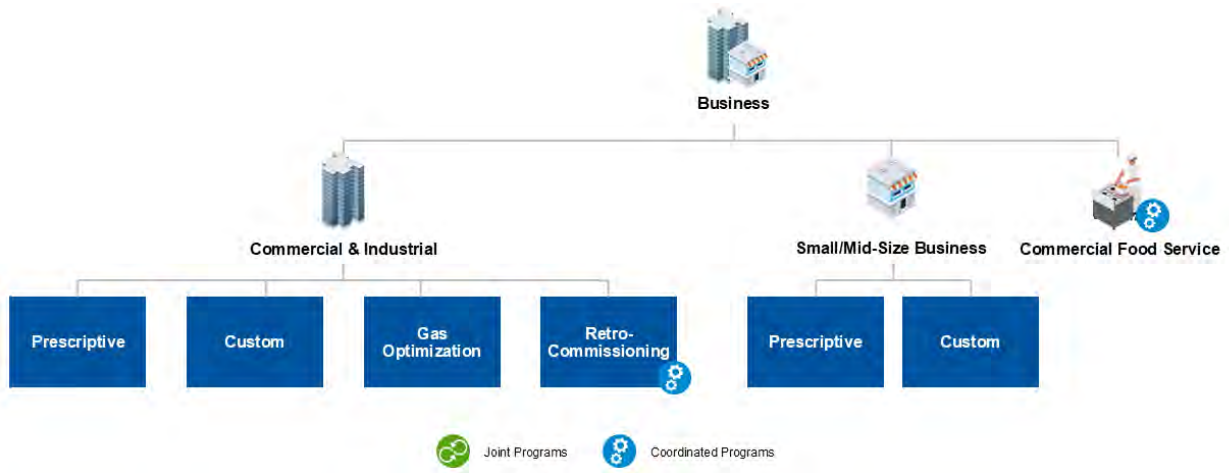 Business
Commercial & Industrial
Small/Mid-Size Business
Commercial Food Service
Prescriptive
Custom
Gas
Optimization
Retro-
Commissioning
Prescriptive
Custom
Joint Programs
Coordinated Programs